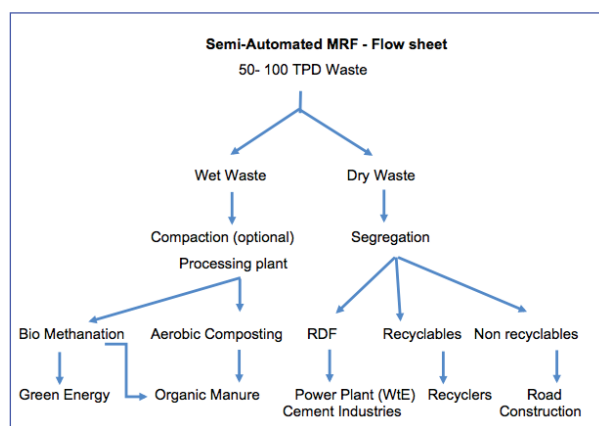 Semi-Automated MRF - Flow sheet
50- 100 TPD Waste
Wet Waste
Dry Waste
Compaction (optional)
Segregation
Processing plant
Bio Methanation
Aerobic Composting
RDF
Recyclables
Non recyclables
Green Energy
Organic Manure
Power Plant (WtE)
Cement Industries
Recyclers
Road
Construction